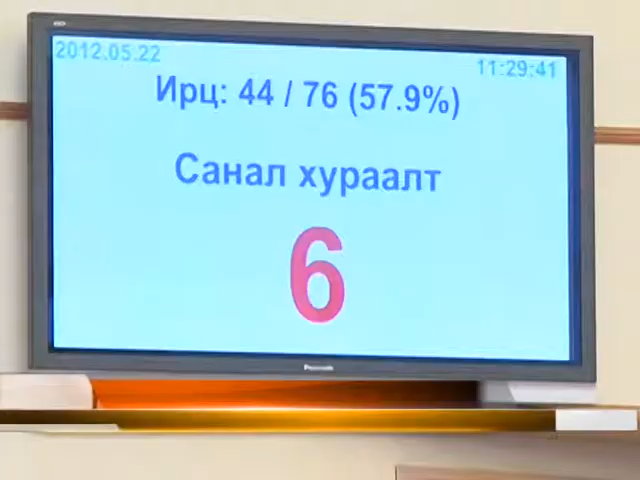 2012.05.22
11:29:41
Ирц: 44 / 76 (57.9%)
Санал хураалт
6
Panasonic